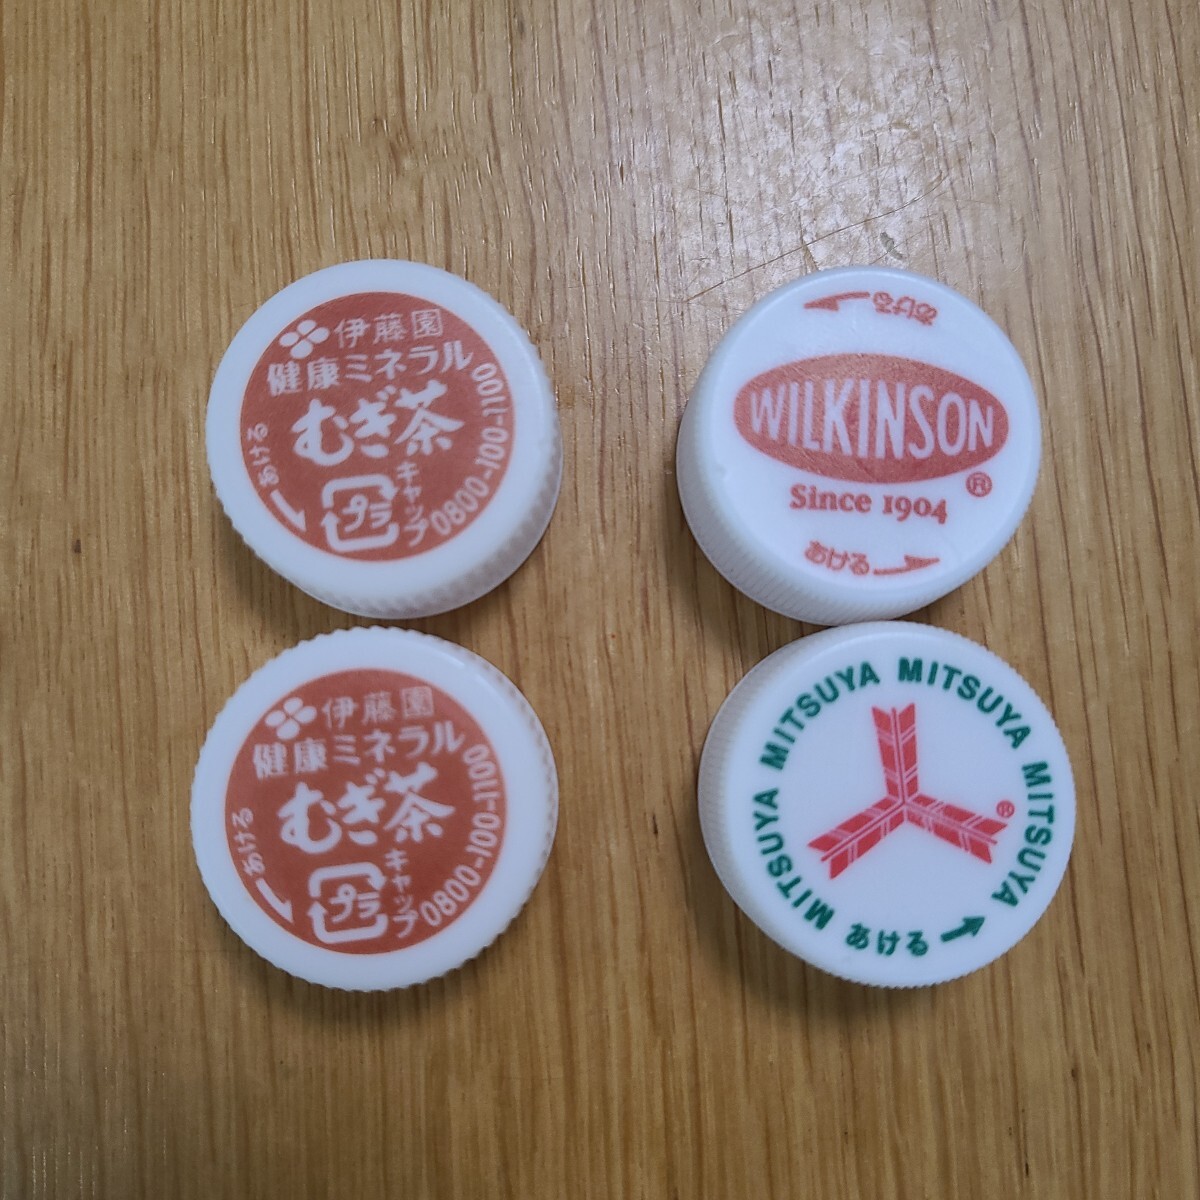 伊藤園
健康ミネラル
むぎ茶
プラ
キャップ
0800-100-1100
あける
あける
WILKINSON
®
Since 1904
あける
伊藤園
健康ミネラル
むぎ茶
プラ
キャップ
0800-100-1100
あける
MITSUYA MITSUYA MITSUYA MITSUYA MITSUYA
®
あける